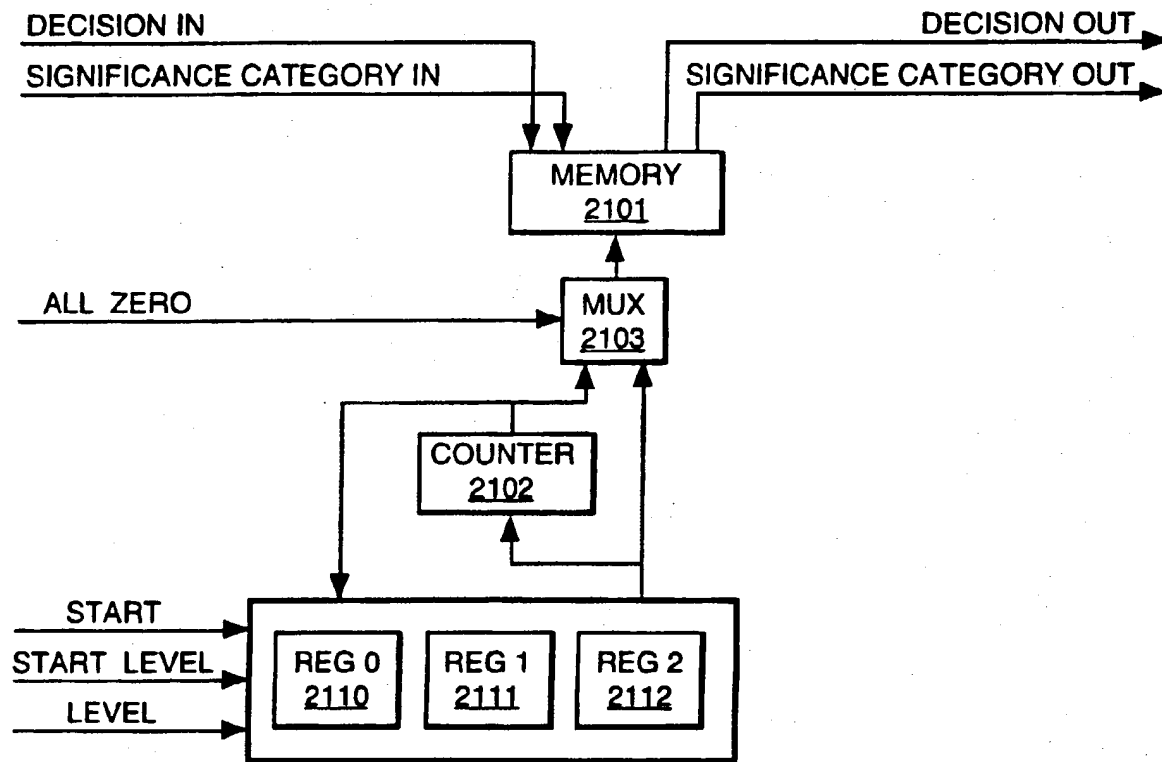 DECISION IN
DECISION OUT
SIGNIFICANCE CATEGORY IN
SIGNIFICANCE CATEGORY OUT
MEMORY
2101
ALL ZERO
MUX
2103
COUNTER
2102
START
START LEVEL
LEVEL
REG 0
2110
REG 1
2111
REG 2
2112